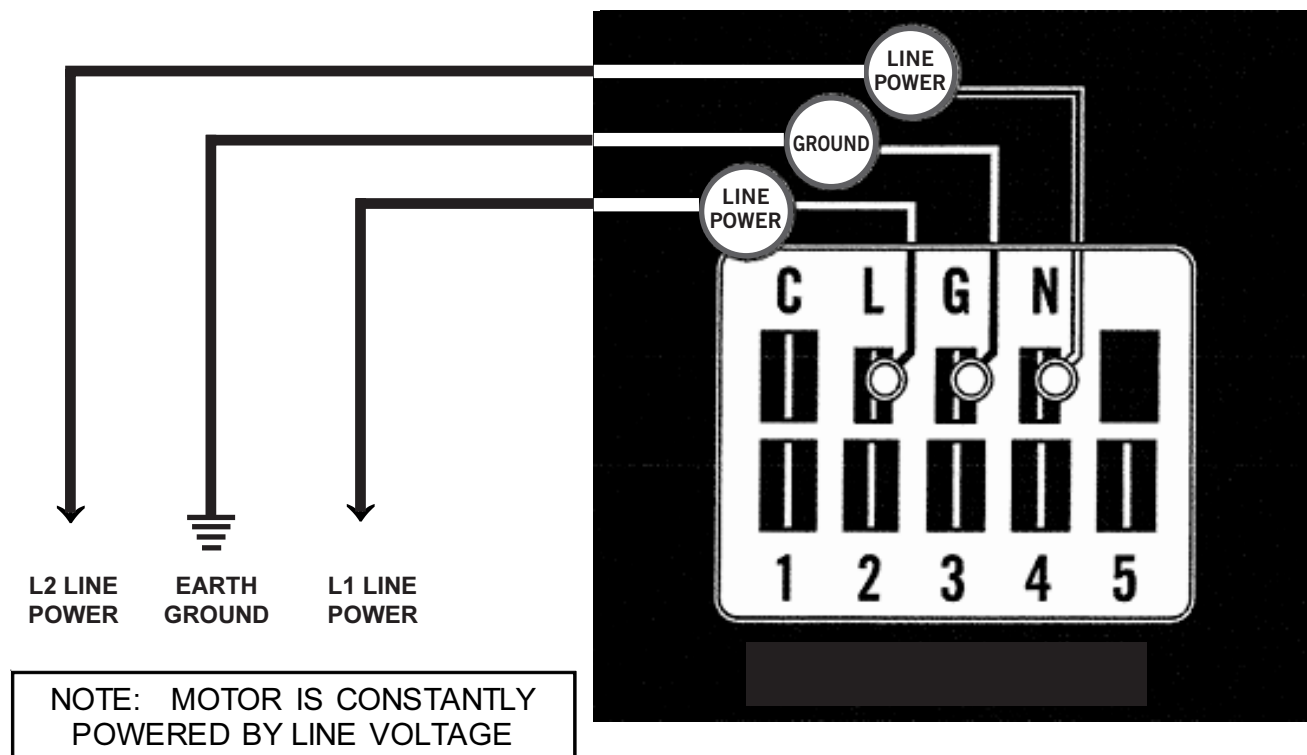 LINE
POWER
GROUND
LINE
POWER
C L G N
1 2 3 4 5
L2 LINE
POWER
EARTH
GROUND
L1 LINE
POWER
NOTE: MOTOR IS CONSTANTLY
POWERED BY LINE VOLTAGE